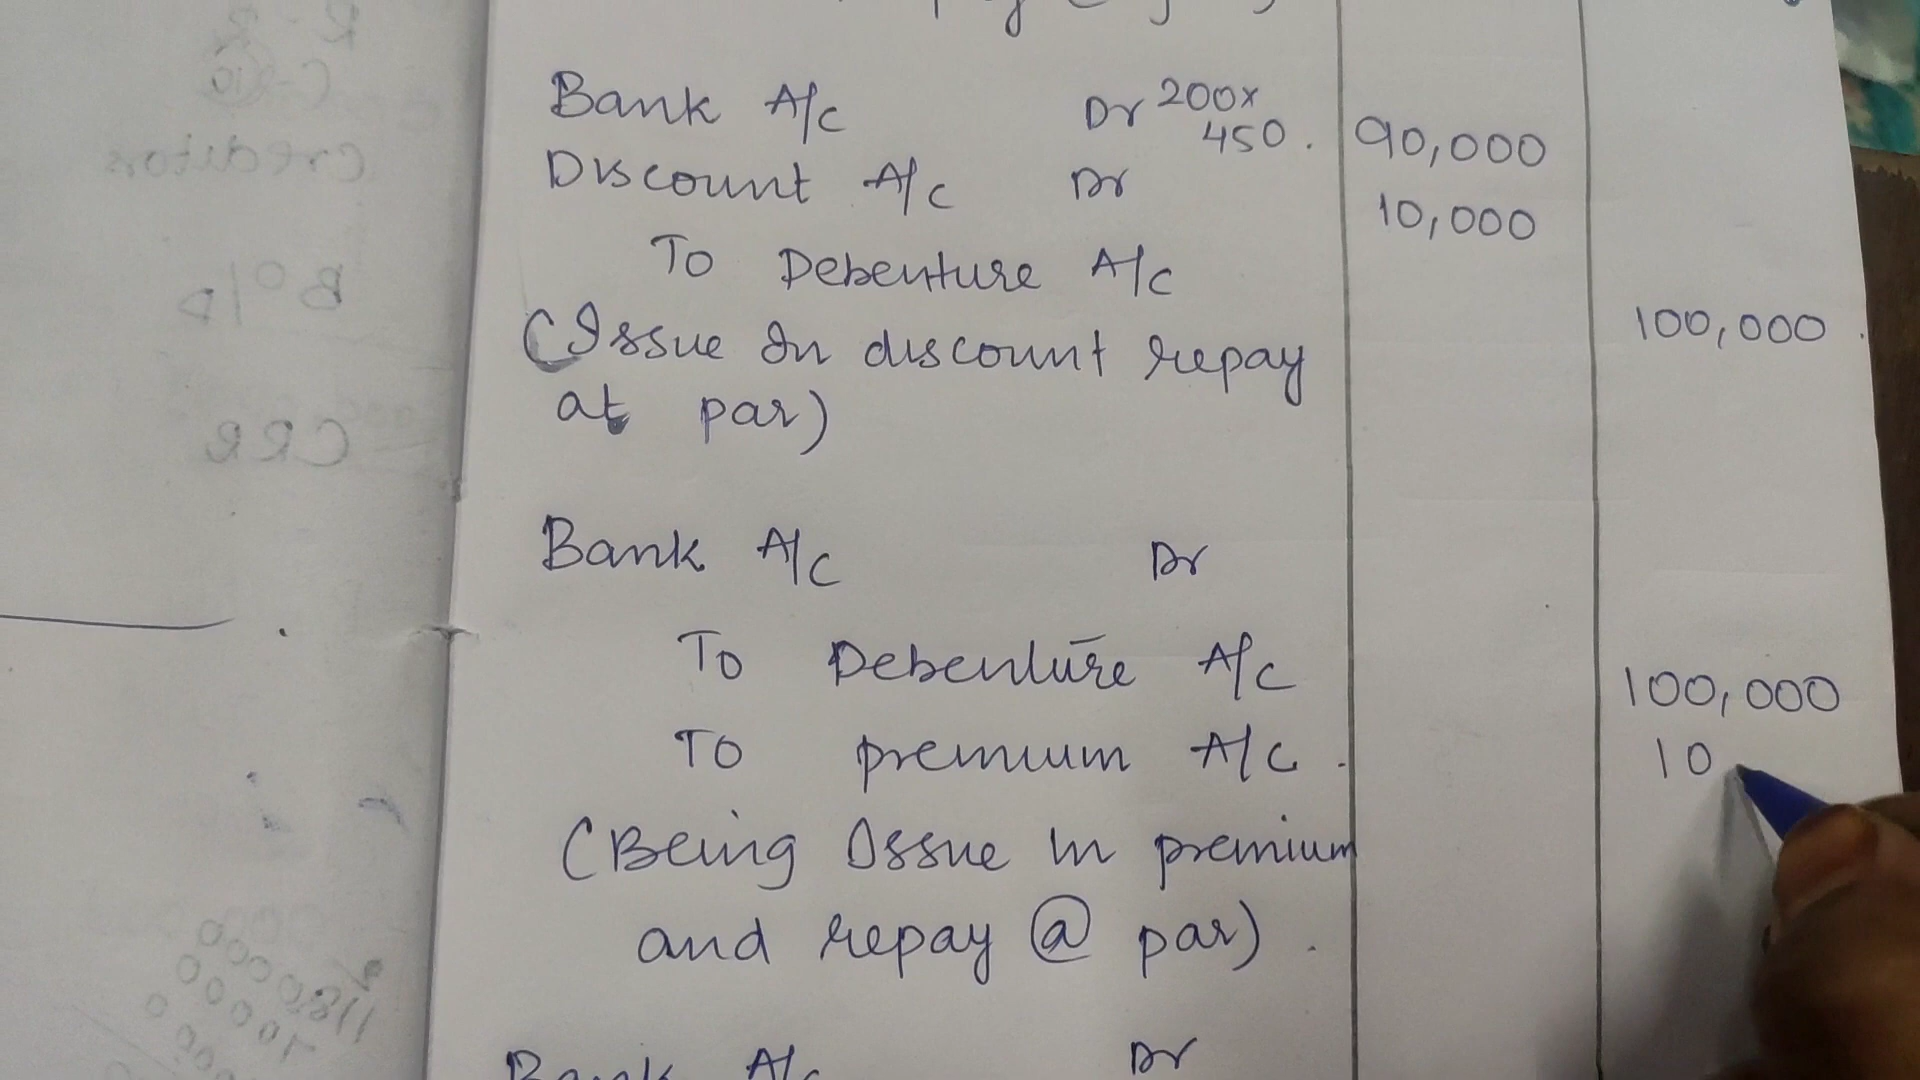 Bank A/c Dr 200x 450. 90,000
Discount A/c Dr 10,000
To Debenture A/c
100,000.
(Issue In discount repay
at par)
Bank A/c Dr
To Debenture A/c 100,000
To premium A/c. 10
(Being Issue in premium
and repay @ par).
Bank A/c Dr